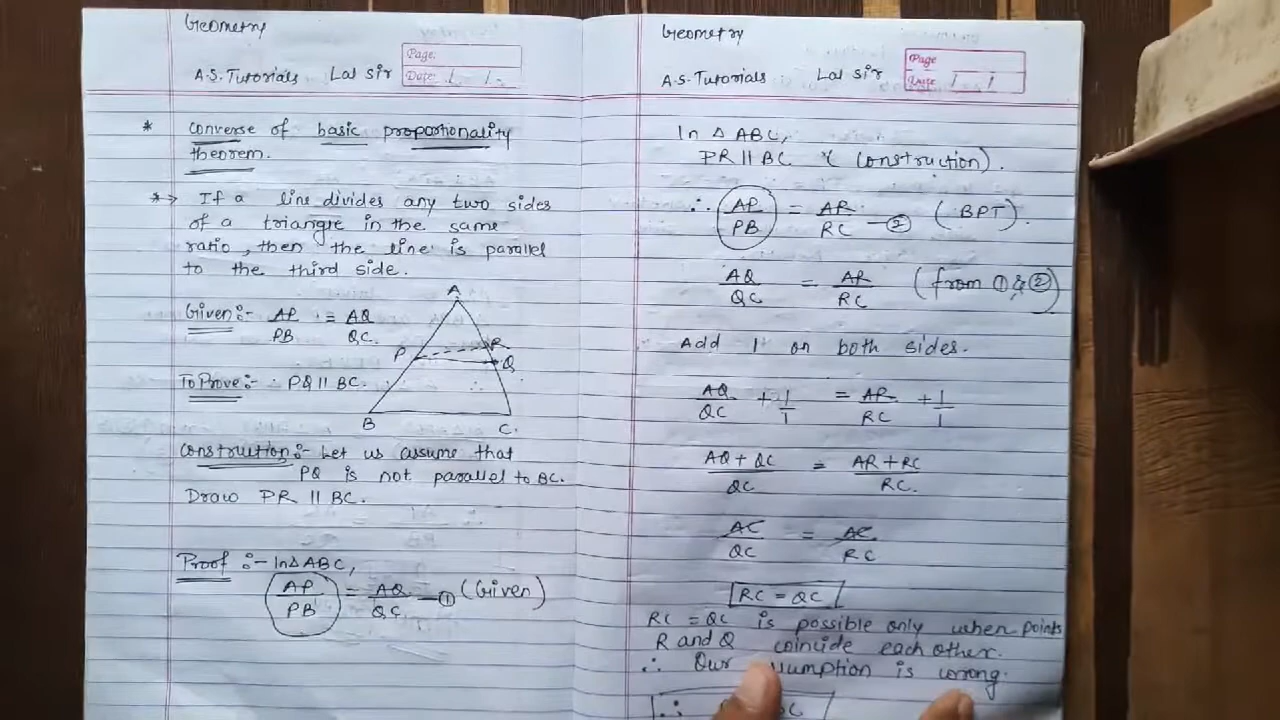 Geometry
A.S. Tutorials Lal sir
Page:
Date: / /
* converse of basic proportionality
theorem.
*→ If a line divides any two sides
of a triangle in the same
ratio, then the line is parallel
to the third side.
Given:- AP/PB = AQ/QC.
To Prove:- PQ || BC.
A
P
R
Q
B
C
Construction:- Let us assume that
PQ is not parallel to BC.
Draw PR || BC.
Proof:- In Δ ABC,
AP/PB = AQ/QC —① (Given)
Geometry
A.S. Tutorials Lal sir
Page
Date / /
In Δ ABC,
PR || BC (construction).
∴ AP/PB = AR/RC —② (BPT).
AQ/QC = AR/RC (from ① & ②)
Add 1 on both sides.
AQ/QC + 1/1 = AR/RC + 1/1
AQ + QC/QC = AR + RC/RC.
AC/QC = AC/RC
RC = QC
RC = QC is possible only when points
R and Q coincide each other.
∴ Our umption is wrong.
∴ BC